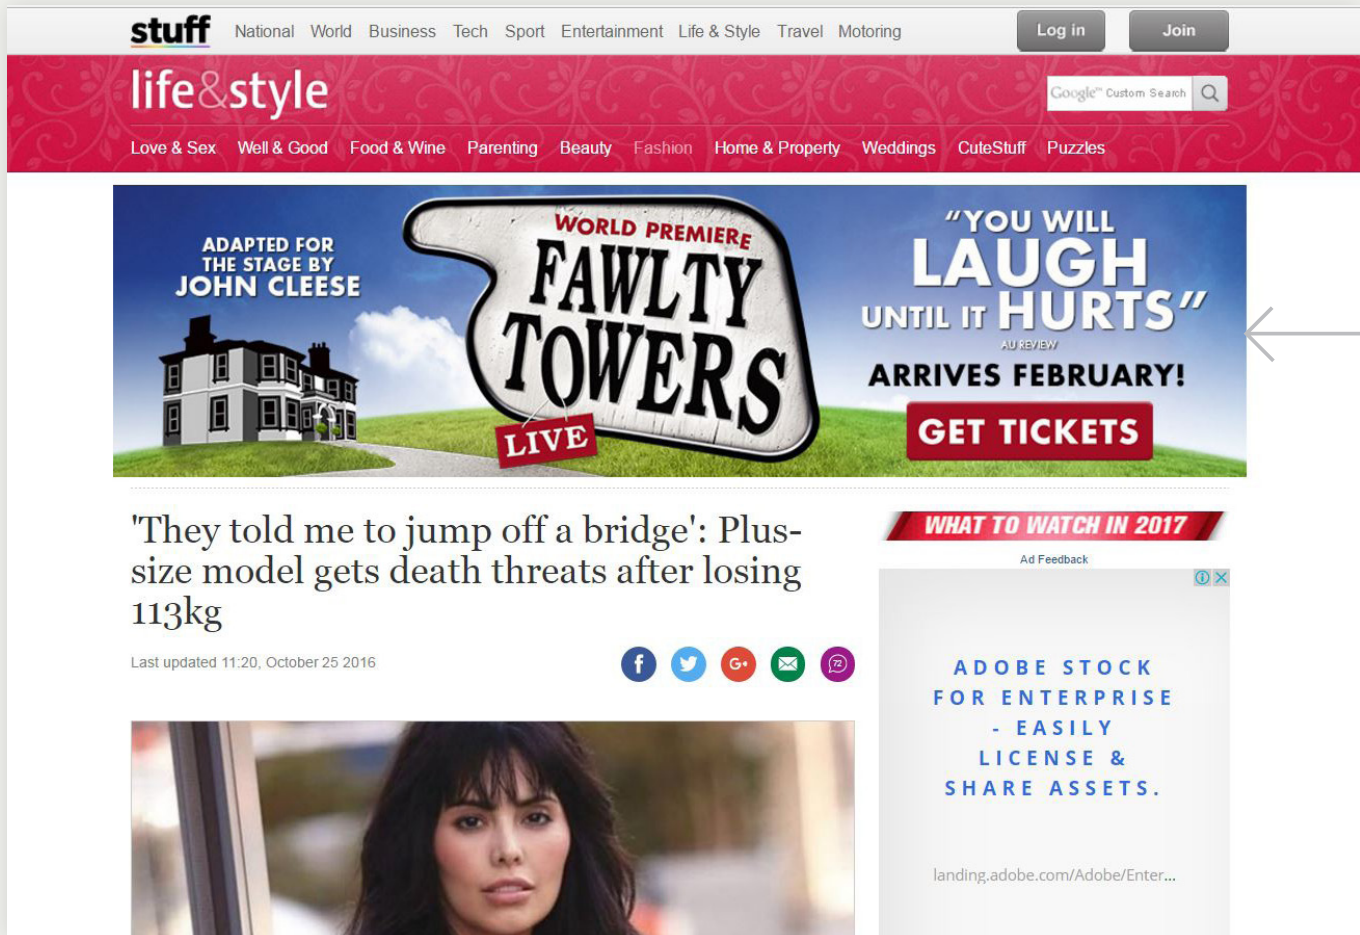 stuff National World Business Tech Sport Entertainment Life & Style Travel Motoring Log in Join
life&style
Google™ Custom Search
Love & Sex Well & Good Food & Wine Parenting Beauty Fashion Home & Property Weddings CuteStuff Puzzles
ADAPTED FOR
THE STAGE BY
JOHN CLEESE
WORLD PREMIERE
FAWLTY
TOWERS
LIVE
"YOU WILL
LAUGH
UNTIL IT HURTS"
AU REVIEW
ARRIVES FEBRUARY!
GET TICKETS
'They told me to jump off a bridge': Plus-
size model gets death threats after losing
113kg
Last updated 11:20, October 25 2016
f
G+
72
WHAT TO WATCH IN 2017
Ad Feedback
ADOBE STOCK
FOR ENTERPRISE
- EASILY
LICENSE &
SHARE ASSETS.
landing.adobe.com/Adobe/Enter...